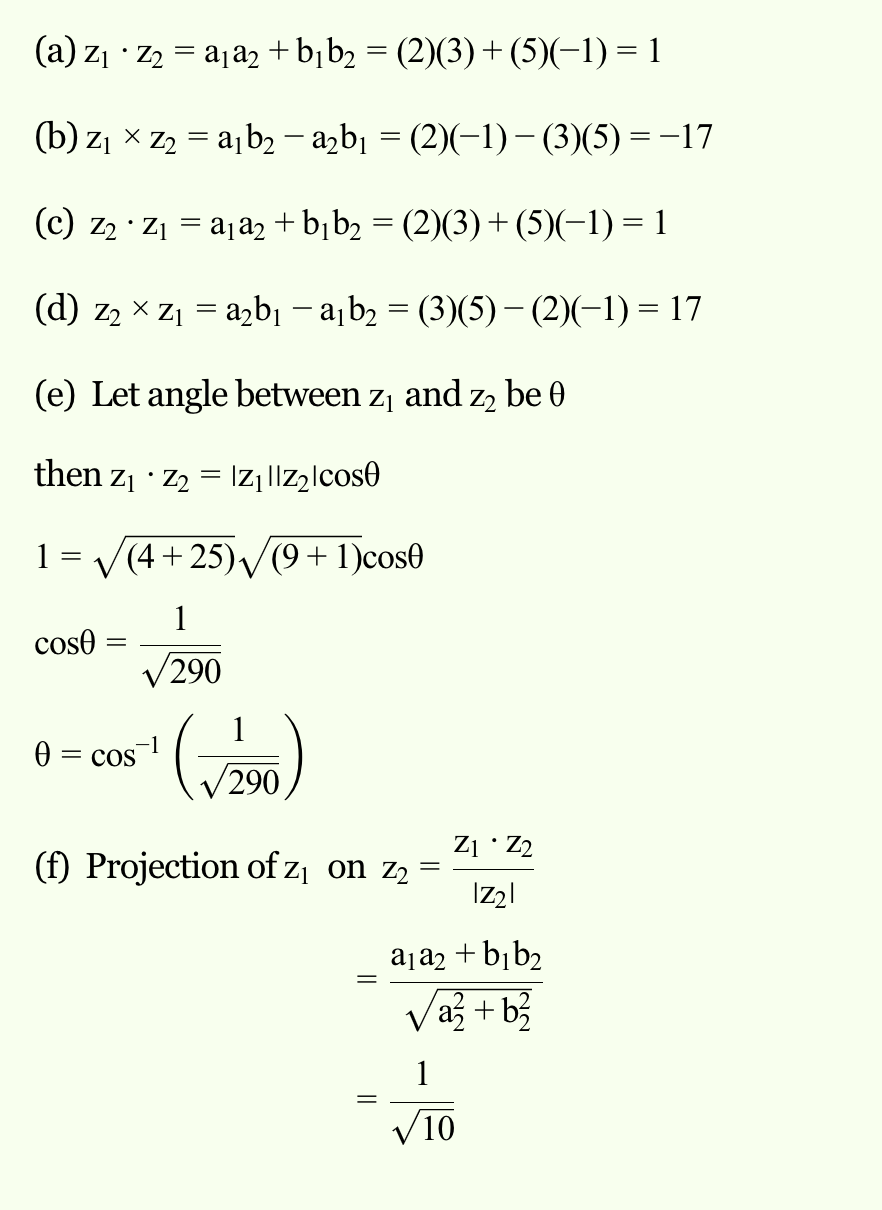 (a) z₁ · z₂ = a₁a₂ + b₁b₂ = (2)(3) + (5)(−1) = 1
(b) z₁ × z₂ = a₁b₂ − a₂b₁ = (2)(−1) − (3)(5) = −17
(c) z₂ · z₁ = a₁a₂ + b₁b₂ = (2)(3) + (5)(−1) = 1
(d) z₂ × z₁ = a₂b₁ − a₁b₂ = (3)(5) − (2)(−1) = 17
(e) Let angle between z₁ and z₂ be θ
then z₁ · z₂ = |z₁||z₂|cosθ
1 = √(4 + 25)√(9 + 1)cosθ
cosθ = 1/√290
θ = cos⁻¹ (1/√290)
(f) Projection of z₁ on z₂ = z₁ · z₂/|z₂|
= a₁a₂ + b₁b₂/√a₂² + b₂²
= 1/√10